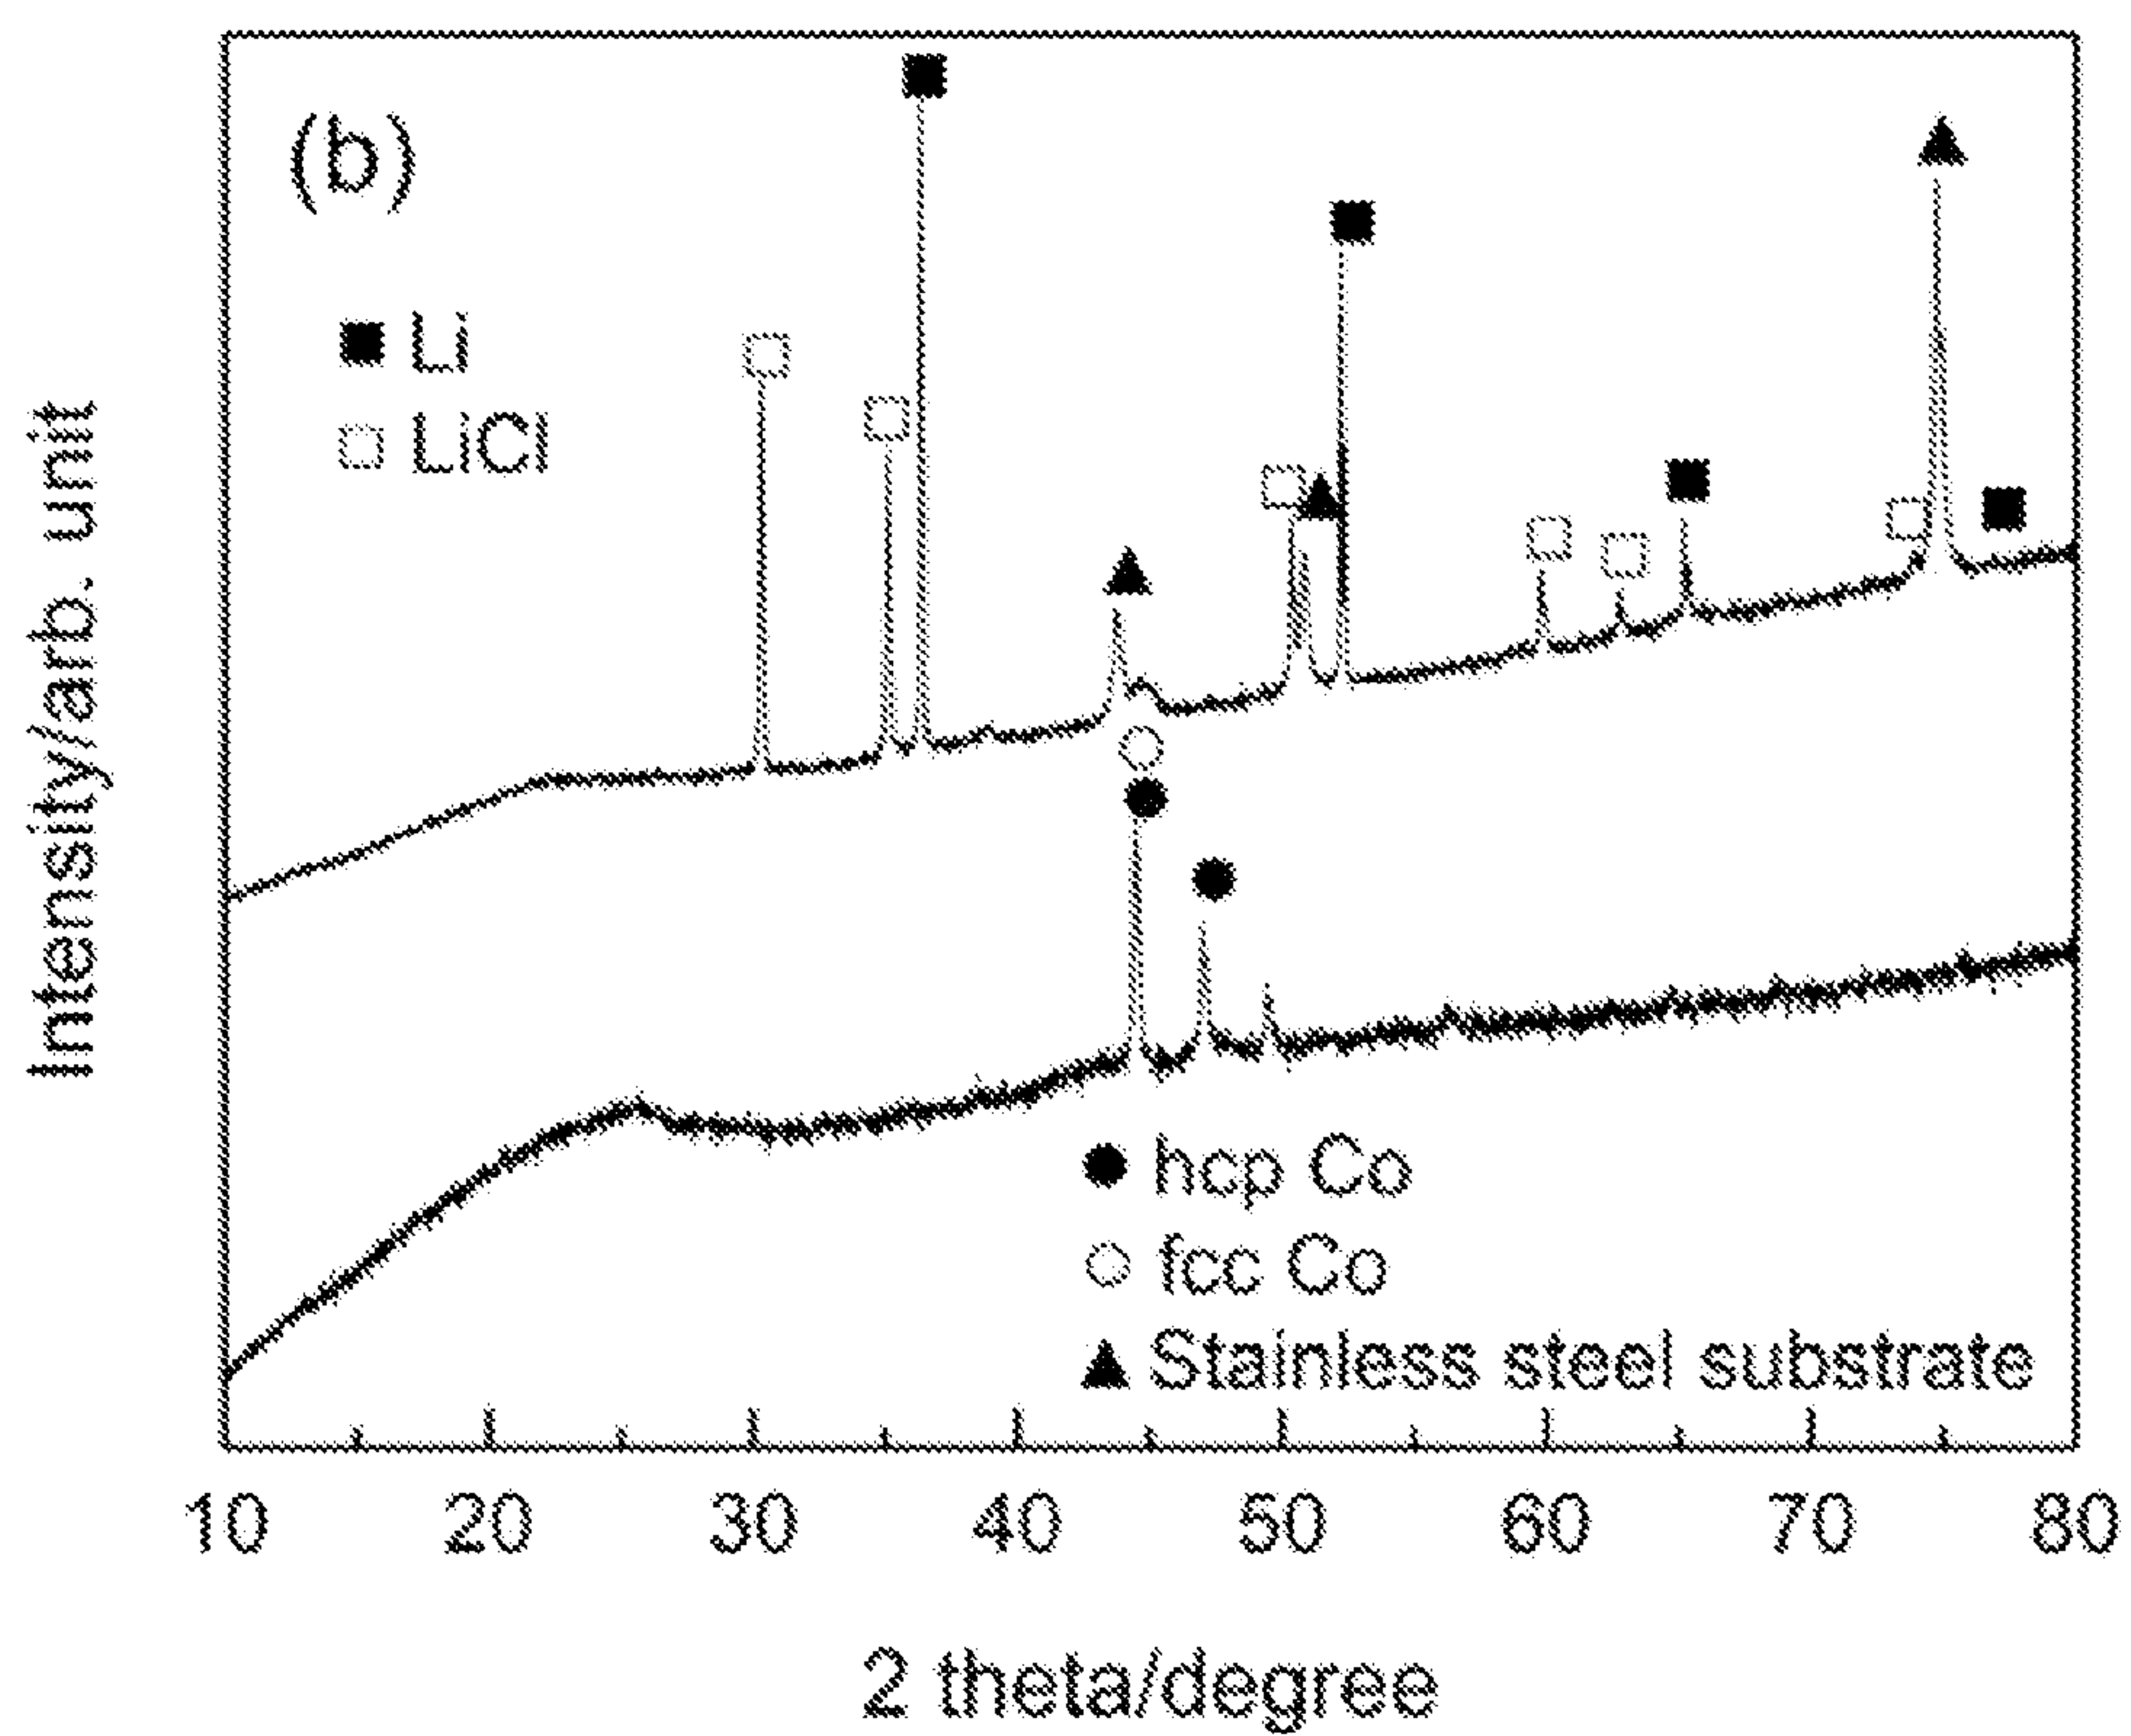 (b)
Li
LiCl
Intensity/arb. unit
hcp Co
fcc Co
Stainless steel substrate
10 20 30 40 50 60 70 80
2 theta/degree